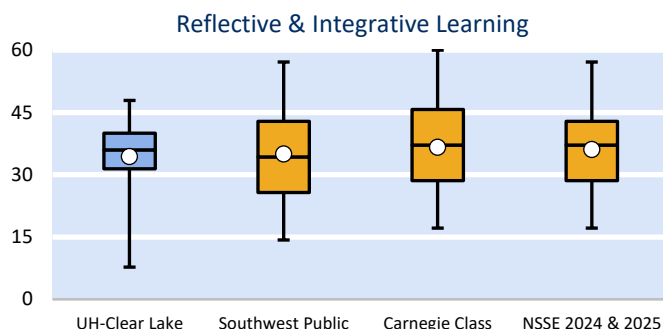 Reflective & Integrative Learning
60
45
30
15
0
UH-Clear Lake Southwest Public Carnegie Class NSSE 2024 & 2025